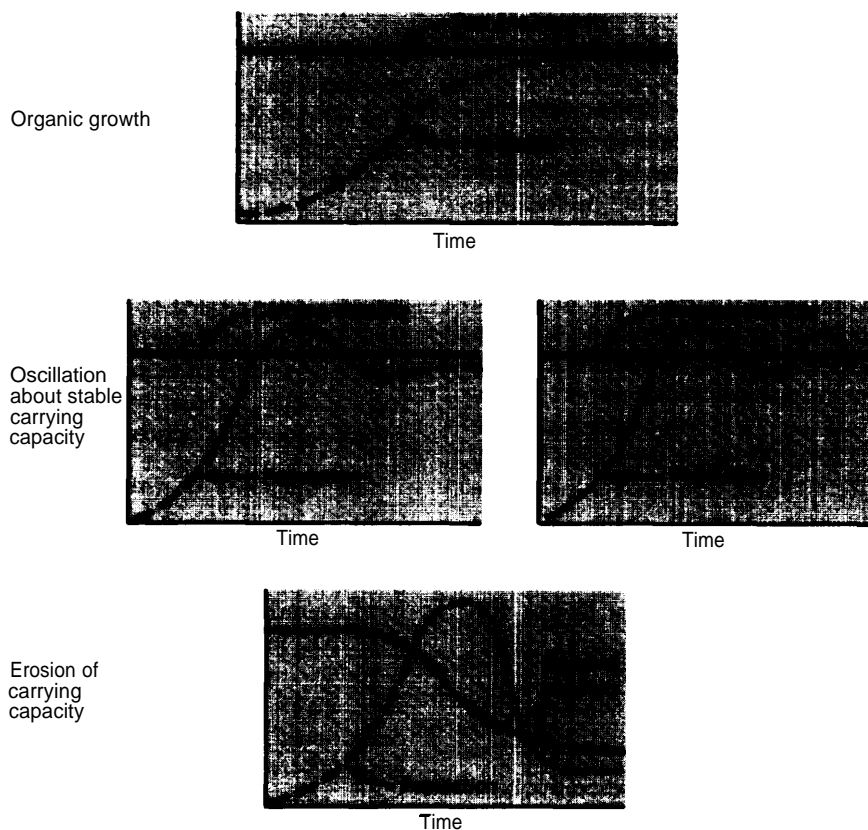 Organic growth
Time
Oscillation
about stable
carrying
capacity
Time
Time
Erosion of
carrying
capacity
Time